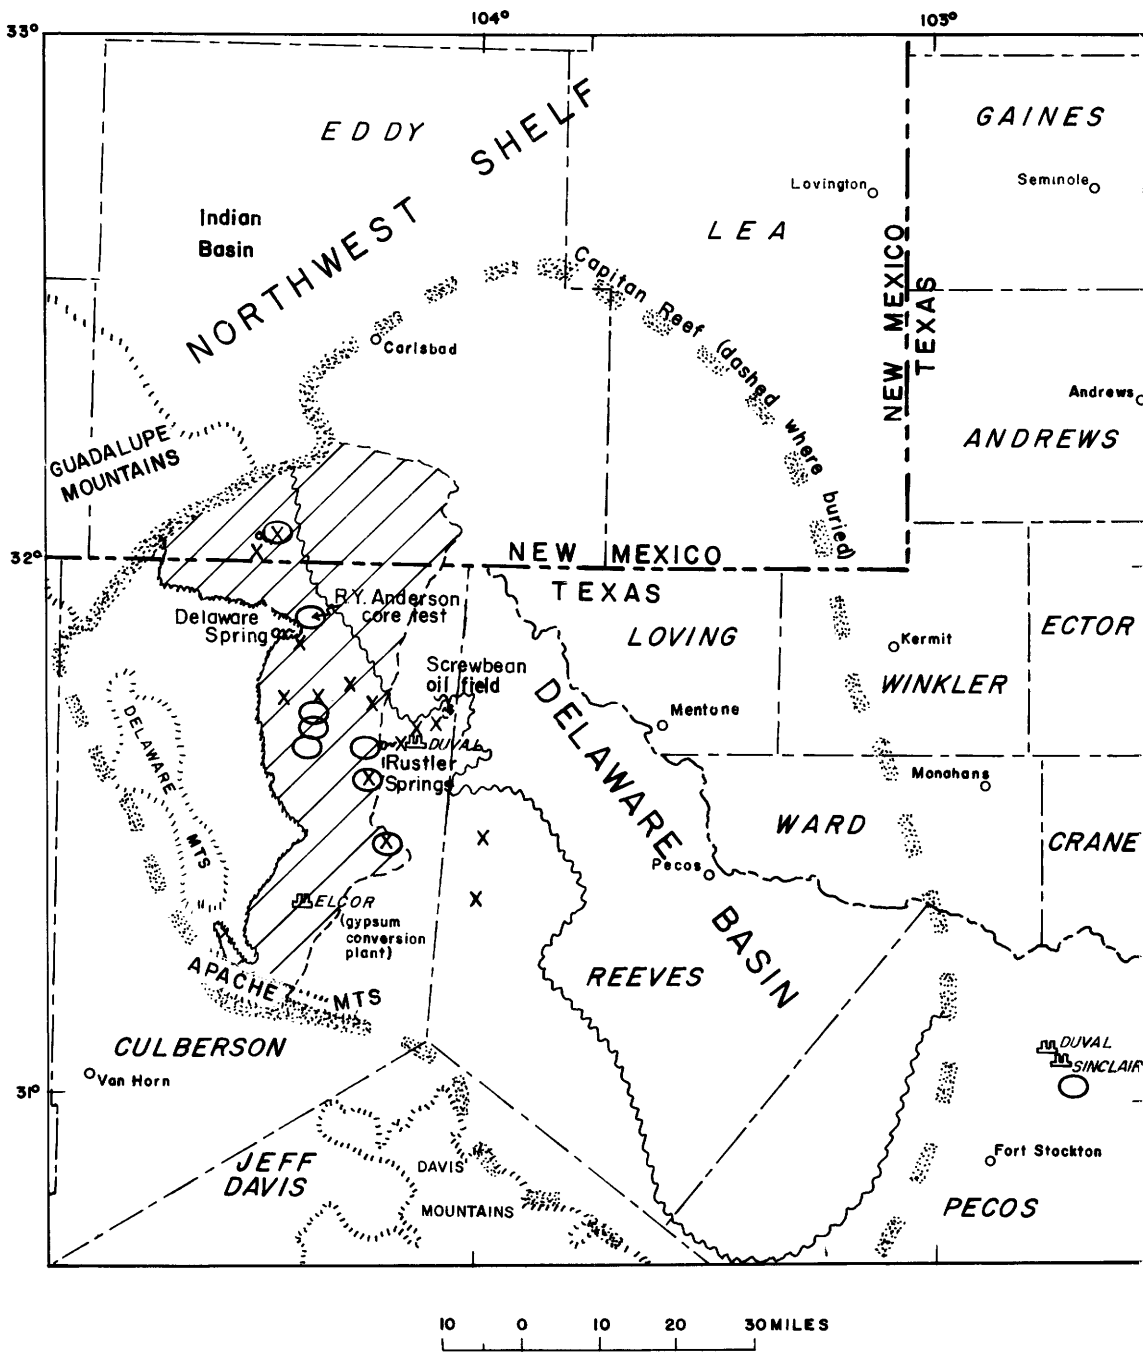 104°
103°
33°
EDDY
NORTHWEST SHELF
GAINES
Lovington
Seminole
Indian
Basin
LEA
NEW MEXICO
TEXAS
Capitan Reef (dashed where buried)
Carlsbad
Andrews
ANDREWS
GUADALUPE
MOUNTAINS
32°
NEW MEXICO
TEXAS
R.Y. Anderson
core test
Delaware
Spring
LOVING
Kermit
ECTOR
Screwbean
oil field
WINKLER
DELAWARE BASIN
Mentone
DELAWARE
MTS
DUVAL
Rustler
Springs
Monahans
WARD
CRANE
Pecos
ELCOR
(gypsum
conversion
plant)
REEVES
APACHE MTS
CULBERSON
Van Horn
DUVAL
SINCLAIR
31°
JEFF
DAVIS
DAVIS
MOUNTAINS
Fort Stockton
PECOS
10 0 10 20 30 MILES